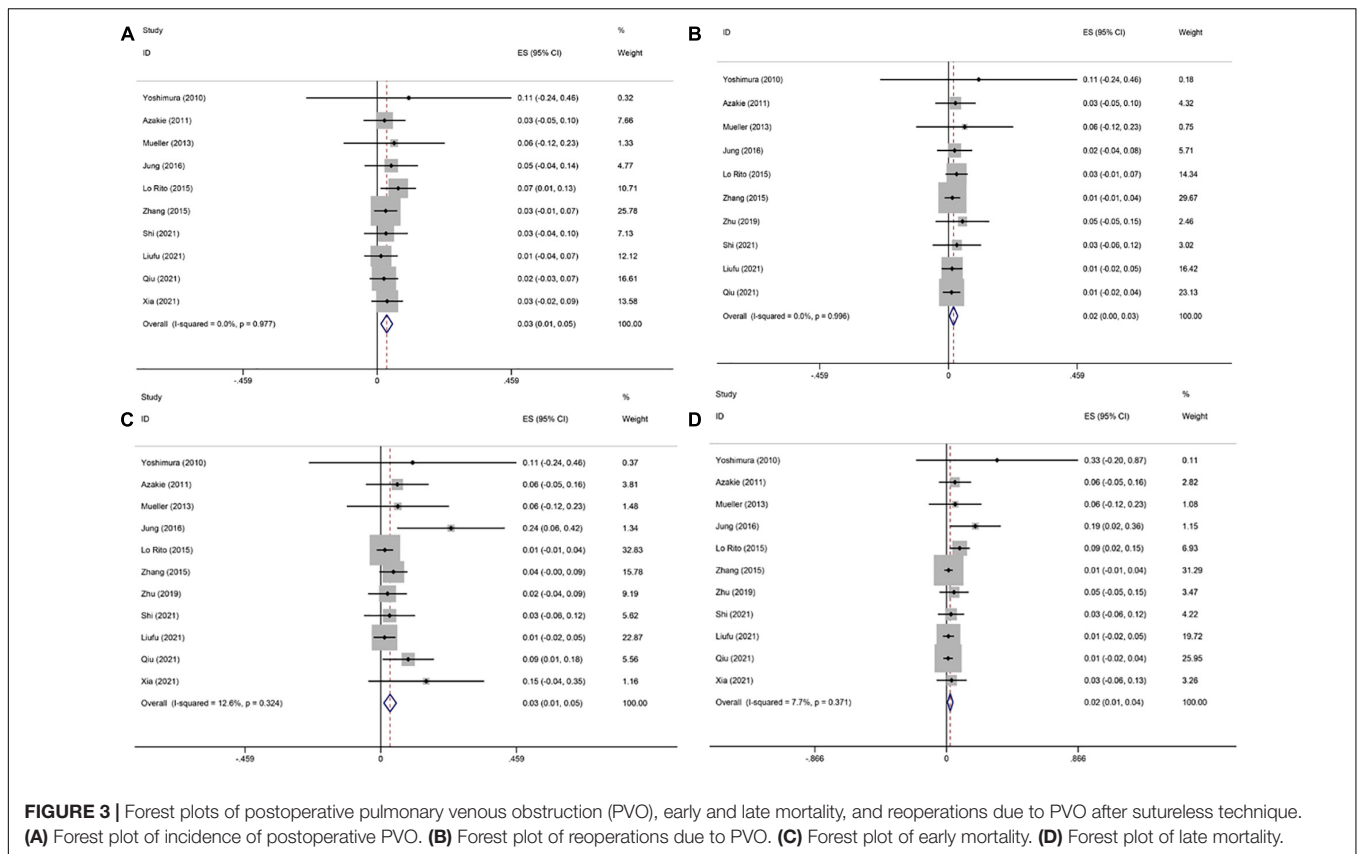 A
Study %
ID ES (95% CI) Weight
Yoshimura (2010) 0.11 (-0.24, 0.46) 0.32
Azakie (2011) 0.03 (-0.05, 0.10) 7.66
Mueller (2013) 0.06 (-0.12, 0.23) 1.33
Jung (2016) 0.05 (-0.04, 0.14) 4.77
Lo Rito (2015) 0.07 (0.01, 0.13) 10.71
Zhang (2015) 0.03 (-0.01, 0.07) 25.78
Shi (2021) 0.03 (-0.04, 0.10) 7.13
Liufu (2021) 0.01 (-0.04, 0.07) 12.12
Qiu (2021) 0.02 (-0.03, 0.07) 16.61
Xia (2021) 0.03 (-0.02, 0.09) 13.58
Overall (I-squared = 0.0%, p = 0.977) 0.03 (0.01, 0.05) 100.00
-.459 0 .459
B
%
ID ES (95% CI) Weight
Yoshimura (2010) 0.11 (-0.24, 0.46) 0.18
Azakie (2011) 0.03 (-0.05, 0.10) 4.32
Mueller (2013) 0.06 (-0.12, 0.23) 0.75
Jung (2016) 0.02 (-0.04, 0.08) 5.71
Lo Rito (2015) 0.03 (-0.01, 0.07) 14.34
Zhang (2015) 0.01 (-0.01, 0.04) 29.67
Zhu (2019) 0.05 (-0.05, 0.15) 2.46
Shi (2021) 0.03 (-0.06, 0.12) 3.02
Liufu (2021) 0.01 (-0.02, 0.05) 16.42
Qiu (2021) 0.01 (-0.02, 0.04) 23.13
Overall (I-squared = 0.0%, p = 0.996) 0.02 (0.00, 0.03) 100.00
-.459 0 .459
C
Study %
ID ES (95% CI) Weight
Yoshimura (2010) 0.11 (-0.24, 0.46) 0.37
Azakie (2011) 0.06 (-0.05, 0.16) 3.81
Mueller (2013) 0.06 (-0.12, 0.23) 1.48
Jung (2016) 0.24 (0.06, 0.42) 1.34
Lo Rito (2015) 0.01 (-0.01, 0.04) 32.83
Zhang (2015) 0.04 (-0.00, 0.09) 15.78
Zhu (2019) 0.02 (-0.04, 0.09) 9.19
Shi (2021) 0.03 (-0.06, 0.12) 5.62
Liufu (2021) 0.01 (-0.02, 0.05) 22.87
Qiu (2021) 0.09 (0.01, 0.18) 5.56
Xia (2021) 0.15 (-0.04, 0.35) 1.16
Overall (I-squared = 12.6%, p = 0.324) 0.03 (0.01, 0.05) 100.00
-.459 0 .459
D
Study %
ID ES (95% CI) Weight
Yoshimura (2010) 0.33 (-0.20, 0.87) 0.11
Azakie (2011) 0.06 (-0.05, 0.16) 2.82
Mueller (2013) 0.06 (-0.12, 0.23) 1.08
Jung (2016) 0.19 (0.02, 0.36) 1.15
Lo Rito (2015) 0.09 (0.02, 0.15) 6.93
Zhang (2015) 0.01 (-0.01, 0.04) 31.29
Zhu (2019) 0.05 (-0.05, 0.15) 3.47
Shi (2021) 0.03 (-0.06, 0.12) 4.22
Liufu (2021) 0.01 (-0.02, 0.05) 19.72
Qiu (2021) 0.01 (-0.02, 0.04) 25.95
Xia (2021) 0.03 (-0.06, 0.13) 3.26
Overall (I-squared = 7.7%, p = 0.371) 0.02 (0.01, 0.04) 100.00
-.866 0 .866
FIGURE 3 | Forest plots of postoperative pulmonary venous obstruction (PVO), early and late mortality, and reoperations due to PVO after sutureless technique.
(A) Forest plot of incidence of postoperative PVO. (B) Forest plot of reoperations due to PVO. (C) Forest plot of early mortality. (D) Forest plot of late mortality.